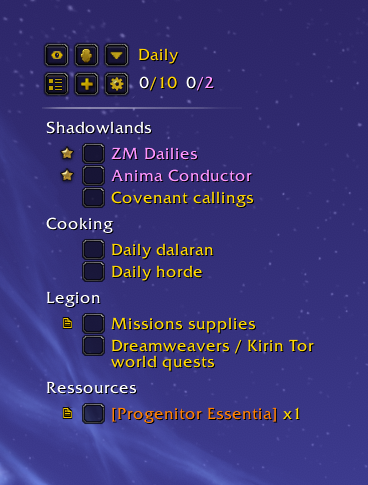 Daily
0/10 0/2
Shadowlands
ZM Dailies
Anima Conductor
Covenant callings
Cooking
Daily dalaran
Daily horde
Legion
Missions supplies
Dreamweavers / Kirin Tor
world quests
Ressources
[Progenitor Essentia] x1